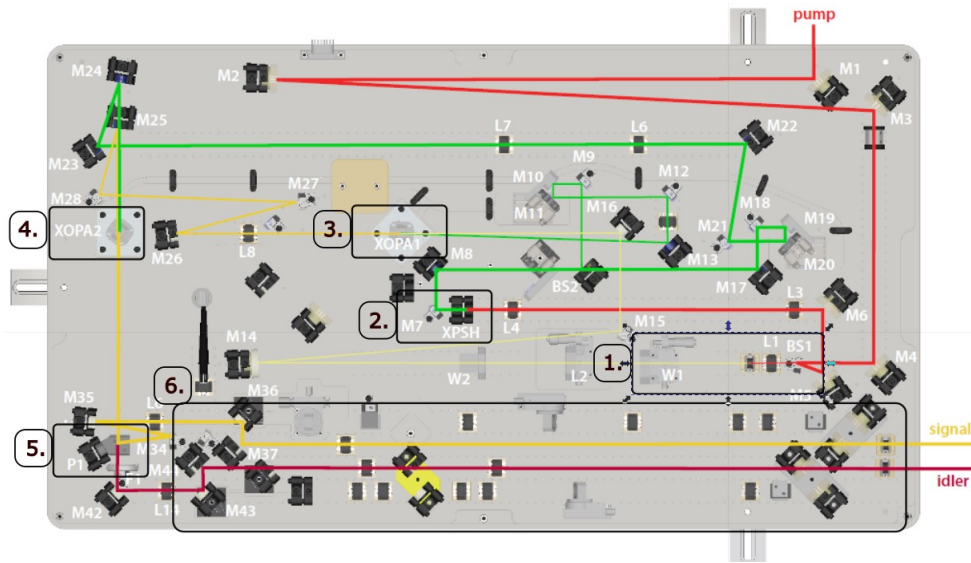 pump
M24
M2
M1
M3
M25
L7
L6
M22
M23
M9
M10
M12
M28
M27
M11
M16
M18
M19
4.
XOPA2
3.
XOPA1
M21
M26
L8
M8
M13
M20
BS2
M17
L3
M6
2.
M7
XPSH
L4
M15
M14
1.
L1
BS1
M4
W2
L2
W1
M5
6.
M36
M35
L6
signal
5.
M34
P1
M44
M37
idler
M42
L14
M43